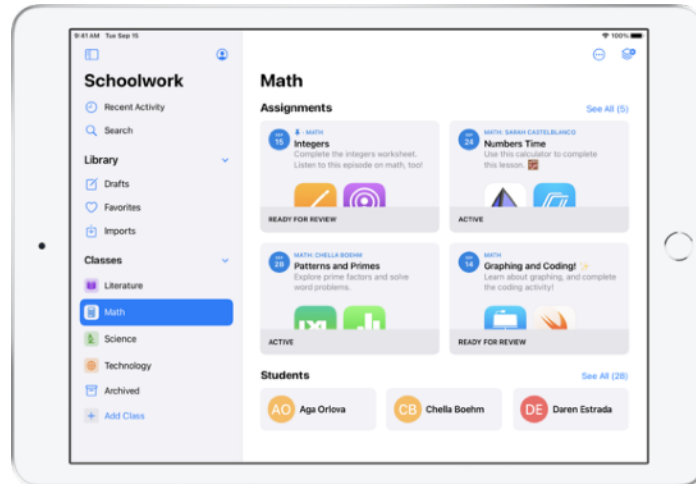 9:41 AM Tue Sep 15
100%
Schoolwork
Recent Activity
Search
Library
Drafts
Favorites
Imports
Classes
Literature
Math
Science
Technology
Archived
Add Class
Math
Assignments
See All (5)
SEP
15
MATH
Integers
Complete the integers worksheet.
Listen to this episode on math, too!
READY FOR REVIEW
SEP
24
MATH: SARAH CASTELBLANCO
Numbers Time
Use this calculator to complete
this lesson.
ACTIVE
SEP
28
MATH: CHELLA BOEHM
Patterns and Primes
Explore prime factors and solve
word problems.
IXL
ACTIVE
SEP
14
MATH
Graphing and Coding!
Learn about graphing, and complete
the coding activity!
READY FOR REVIEW
Students
See All (28)
AO
Aga Orlova
CB
Chella Boehm
DE
Daren Estrada